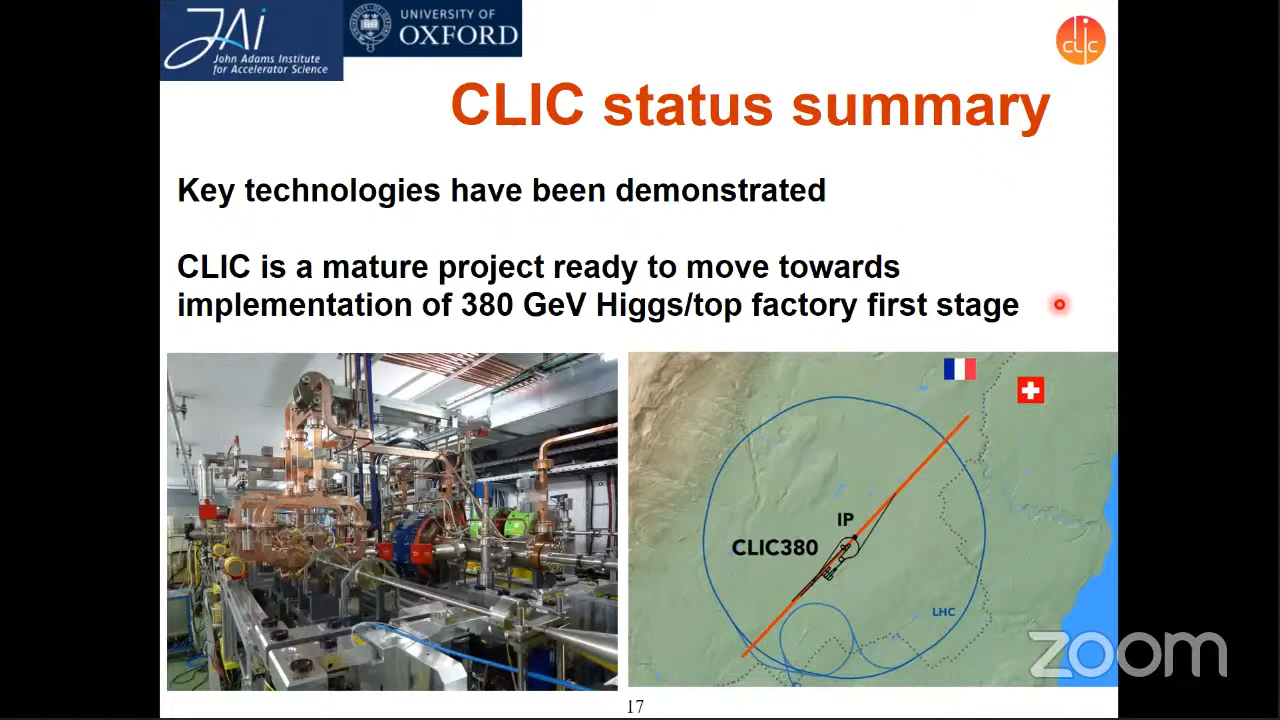 JAi
John Adams Institute
for Accelerator Science
UNIVERSITY OF
OXFORD
clic
CLIC status summary
Key technologies have been demonstrated
CLIC is a mature project ready to move towards
implementation of 380 GeV Higgs/top factory first stage
IP
CLIC380
LHC
zoom
17